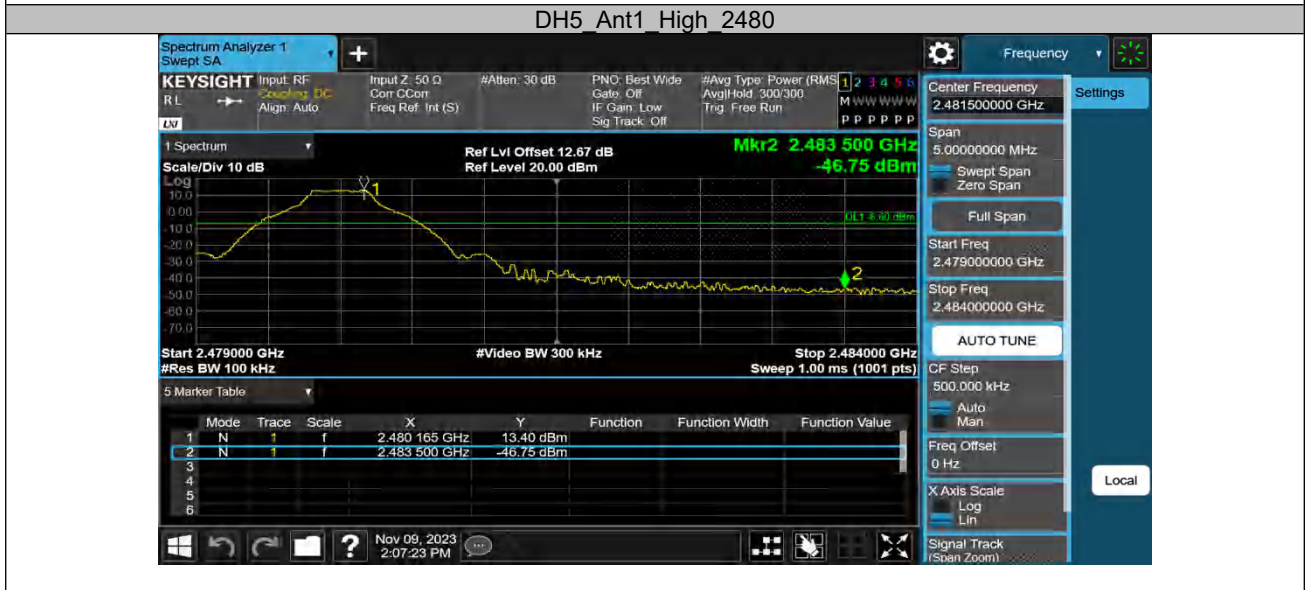 DH5_Ant1_High_2480
Spectrum Analyzer 1
Swept SA
Frequency
KEYSIGHT
RL
LXI
Input: RF
Coupling: DC
Align: Auto
Input Z: 50 Ω
Corr CCorr
Freq Ref: Int (S)
#Atten: 30 dB
PNO: Best Wide
Gate: Off
IF Gain: Low
Sig Track: Off
#Avg Type: Power (RMS
Avg|Hold: 300/300
Trig: Free Run
1 2 3 4 5 6
M W W W W W
P P P P P P
1 Spectrum
Scale/Div 10 dB
Ref Lvl Offset 12.67 dB
Ref Level 20.00 dBm
Mkr2 2.483 500 GHz
-46.75 dBm
Log
10.0
0.00
-10.0
-20.0
-30.0
-40.0
-50.0
-60.0
-70.0
1
DL1 -6.60 dBm
2
Start 2.479000 GHz
#Res BW 100 kHz
#Video BW 300 kHz
Stop 2.484000 GHz
Sweep 1.00 ms (1001 pts)
5 Marker Table
Mode Trace Scale X Y Function Function Width Function Value
1 N 1 f 2.480 165 GHz 13.40 dBm
2 N 1 f 2.483 500 GHz -46.75 dBm
3
4
5
6
Nov 09, 2023
2:07:23 PM
Center Frequency
2.481500000 GHz
Settings
Span
5.00000000 MHz
Swept Span
Zero Span
Full Span
Start Freq
2.479000000 GHz
Stop Freq
2.484000000 GHz
AUTO TUNE
CF Step
500.000 kHz
Auto
Man
Freq Offset
0 Hz
X Axis Scale
Log
Lin
Local
Signal Track
(Span Zoom)